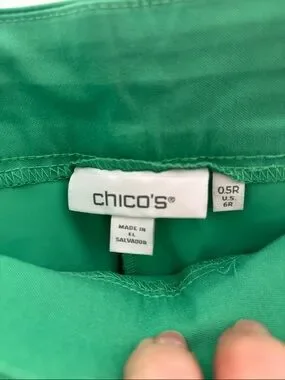 chico's®
0.5R
U.S.
6R
MADE IN
EL
SALVADOR